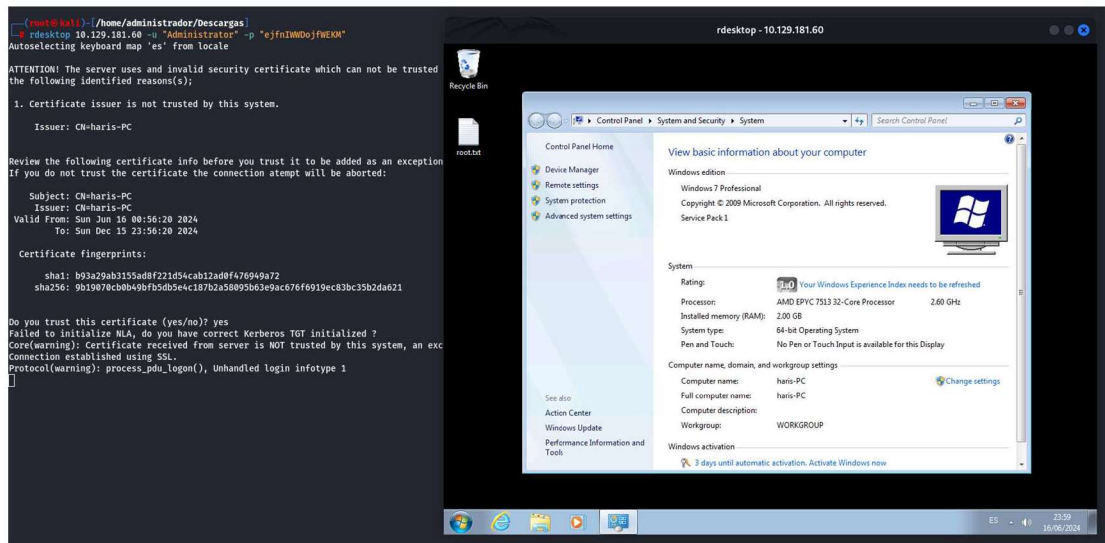 ┌──(root㉿kali)-[/home/administrador/Descargas]
└─# rdesktop 10.129.181.60 -u "Administrator" -p "ejfnIWWDojfWEKM"
Autoselecting keyboard map 'es' from locale
ATTENTION! The server uses and invalid security certificate which can not be trusted
the following identified reasons(s);
1. Certificate issuer is not trusted by this system.
Issuer: CN=haris-PC
Review the following certificate info before you trust it to be added as an exception
If you do not trust the certificate the connection atempt will be aborted:
Subject: CN=haris-PC
Issuer: CN=haris-PC
Valid From: Sun Jun 16 00:56:20 2024
To: Sun Dec 15 23:56:20 2024
Certificate fingerprints:
sha1: b93a29ab3155ad8f221d54cab12ad0f476949a72
sha256: 9b19070cb0b49bfb5db5e4c187b2a58095b63e9ac676f6919ec83bc35b2da621
Do you trust this certificate (yes/no)? yes
Failed to initialize NLA, do you have correct Kerberos TGT initialized ?
Core(warning): Certificate received from server is NOT trusted by this system, an exc
Connection established using SSL.
Protocol(warning): process_pdu_logon(), Unhandled login infotype 1
rdesktop - 10.129.181.60
Recycle Bin
root.txt
Control Panel ▸ System and Security ▸ System
Search Control Panel
Control Panel Home
Device Manager
Remote settings
System protection
Advanced system settings
See also
Action Center
Windows Update
Performance Information and
Tools
View basic information about your computer
Windows edition
Windows 7 Professional
Copyright © 2009 Microsoft Corporation. All rights reserved.
Service Pack 1
System
Rating: 1,0 Your Windows Experience Index needs to be refreshed
Processor: AMD EPYC 7513 32-Core Processor 2.60 GHz
Installed memory (RAM): 2.00 GB
System type: 64-bit Operating System
Pen and Touch: No Pen or Touch Input is available for this Display
Computer name, domain, and workgroup settings
Computer name: haris-PC Change settings
Full computer name: haris-PC
Computer description:
Workgroup: WORKGROUP
Windows activation
3 days until automatic activation. Activate Windows now
ES
23:59
16/06/2024